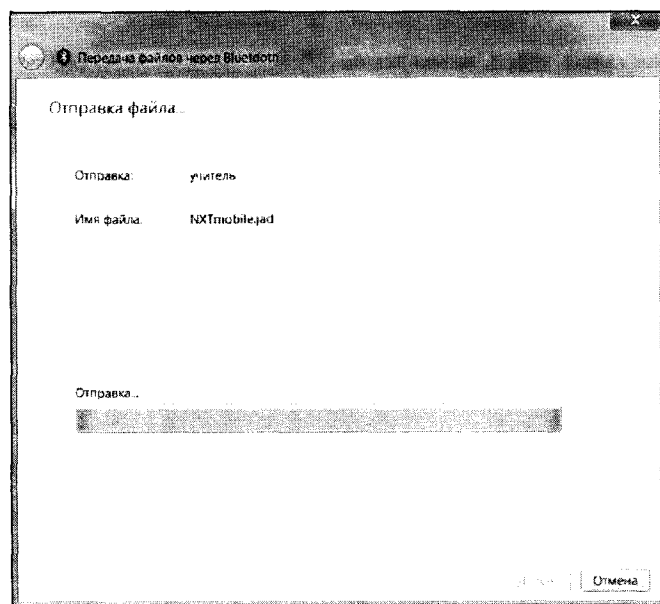 Передача файлов через Bluetooth
Отправка файла...
Отправка: учитель
Имя файла: NXTmobile.jad
Отправка...
Отмена